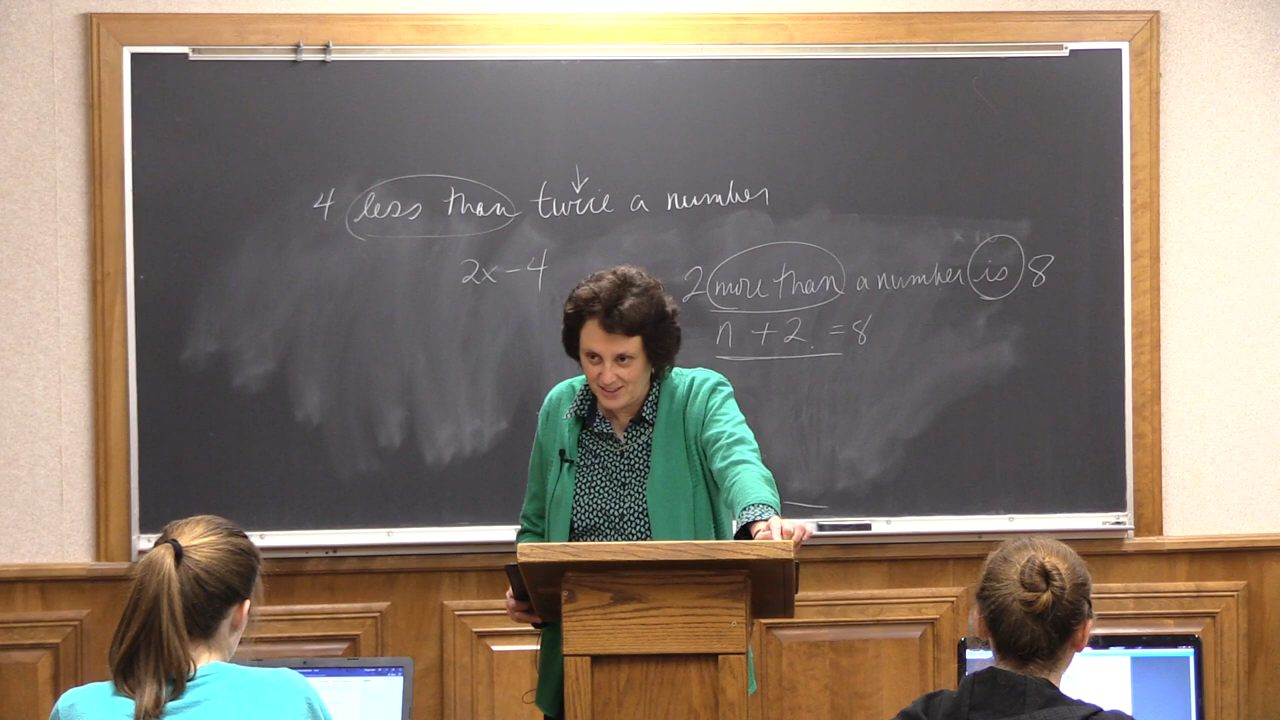 4 less than twice a number
2x - 4
2 more than a number is 8
n + 2 = 8